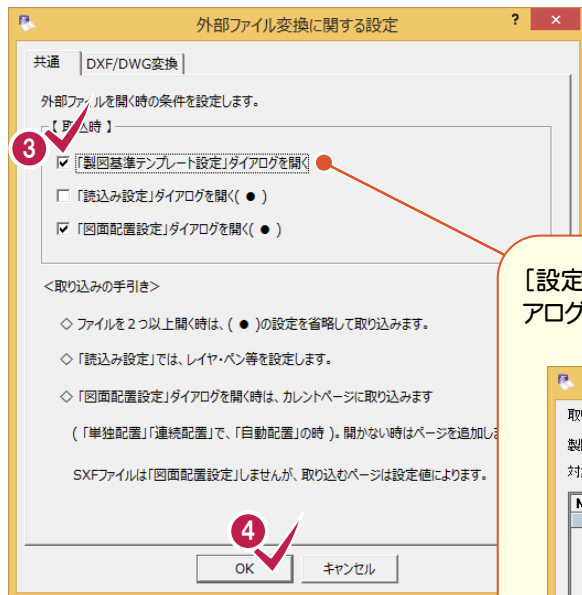 外部ファイル変換に関する設定
? ×
共通 DXF/DWG変換
外部ファイルを開く時の条件を設定します。
【 取込時 】
3
「製図基準テンプレート設定」ダイアログを開く
「読込み設定」ダイアログを開く( ● )
「図面配置設定」ダイアログを開く( ● )
<取り込みの手引き>
◇ ファイルを2つ以上開く時は、( ● )の設定を省略して取り込みます。
◇ 「読込み設定」では、レイヤ・ペン等を設定します。
◇ 「図面配置設定」ダイアログを開く時は、カレントページに取り込みます
(「単独配置」「連続配置」で、「自動配置」の時 )。開かない時はページを追加し
SXFファイルは「図面配置設定」しませんが、取り込むページは設定値によります。
4
OK キャンセル
[設定
アログ
取
製
対
N